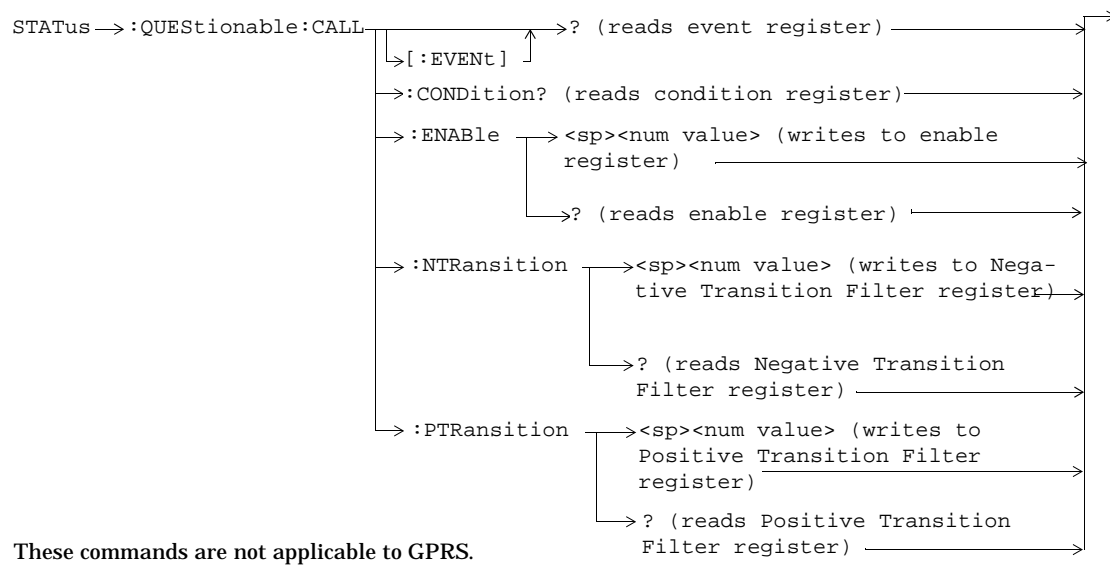 STATus :QUEStionable:CALL ? (reads event register)
[:EVENt]
:CONDition? (reads condition register)
:ENABle <sp><num value> (writes to enable
register)
? (reads enable register)
:NTRansition <sp><num value> (writes to Nega-
tive Transition Filter register)
? (reads Negative Transition
Filter register)
:PTRansition <sp><num value> (writes to
Positive Transition Filter
register)
? (reads Positive Transition
Filter register)
These commands are not applicable to GPRS.